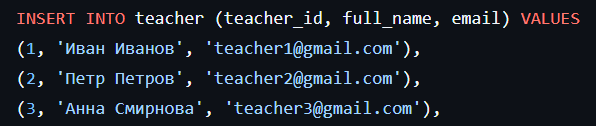 INSERT INTO teacher (teacher_id, full_name, email) VALUES
(1, 'Иван Иванов', 'teacher1@gmail.com'),
(2, 'Петр Петров', 'teacher2@gmail.com'),
(3, 'Анна Смирнова', 'teacher3@gmail.com'),